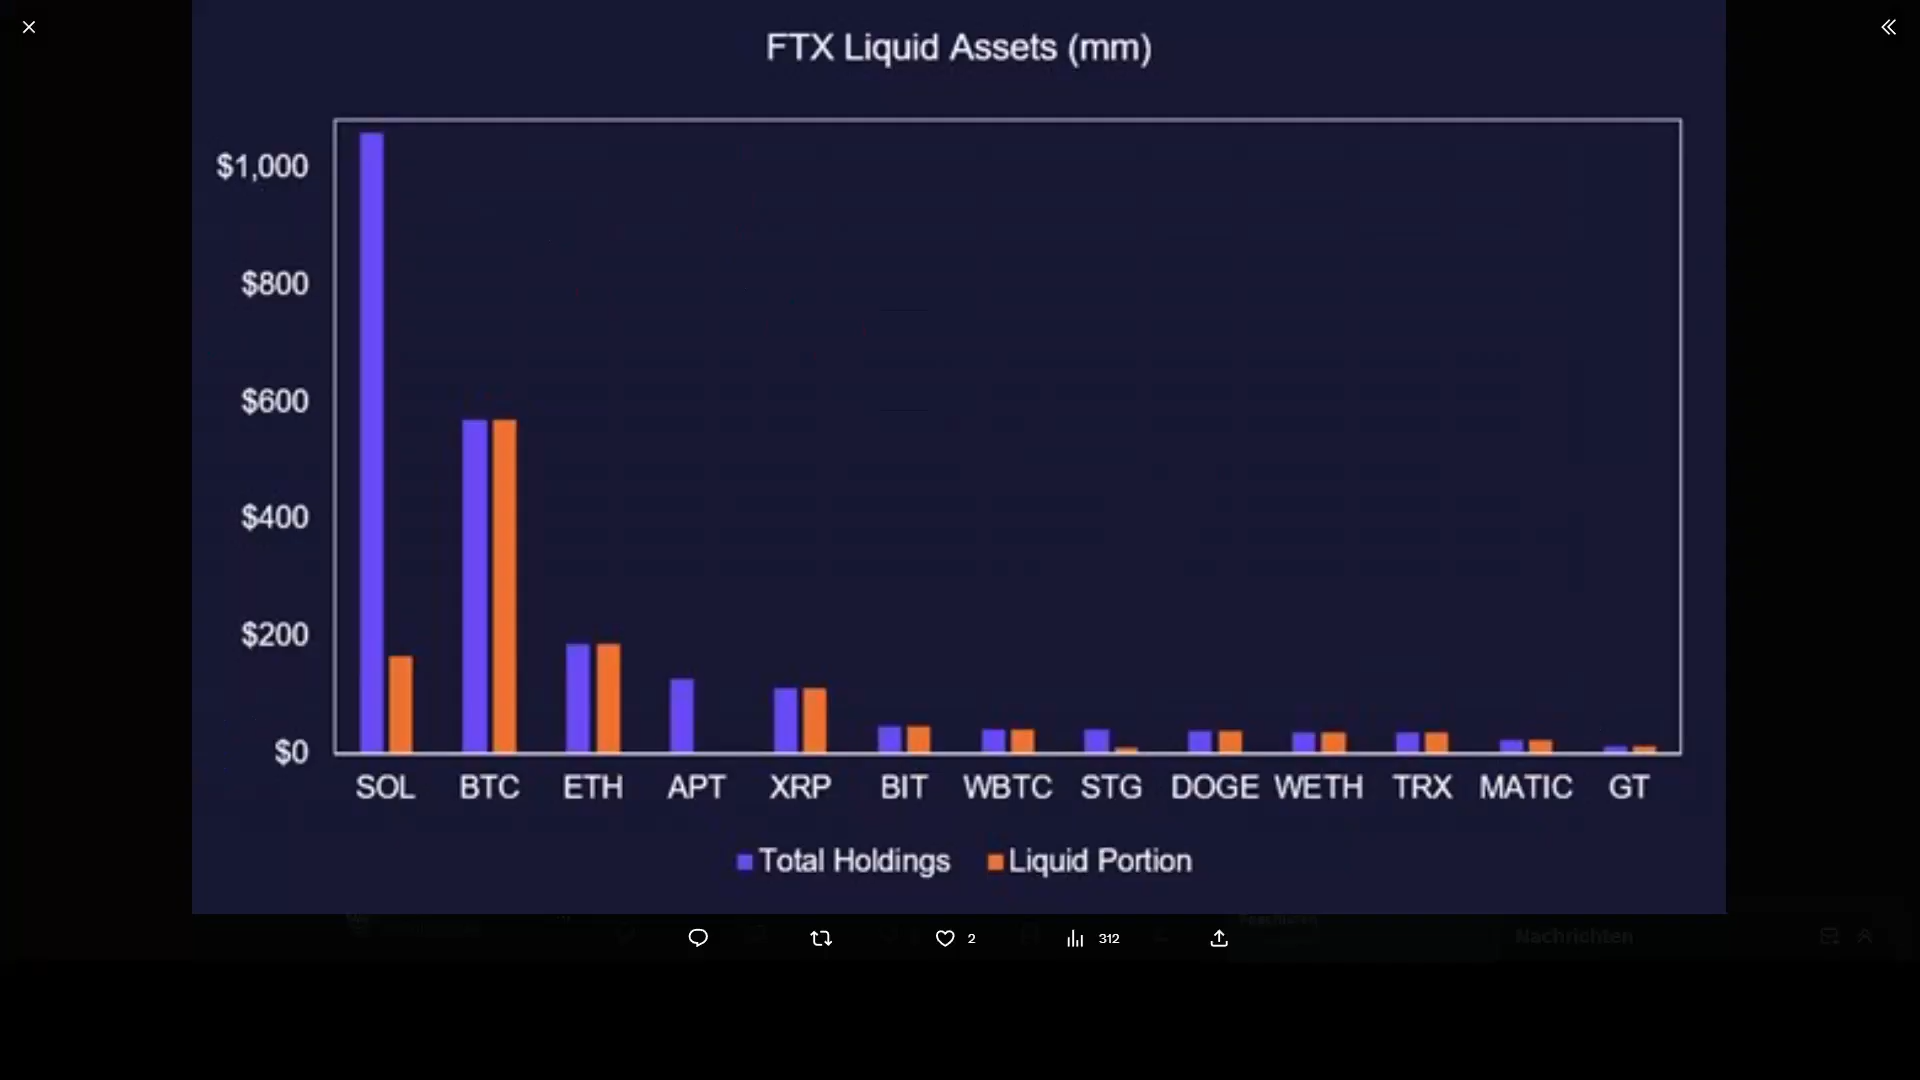 FTX Liquid Assets (mm)
$1,000
$800
$600
$400
$200
$0
SOL BTC ETH APT XRP BIT WBTC STG DOGE WETH TRX MATIC GT
Total Holdings Liquid Portion
Nachrichten
2 312